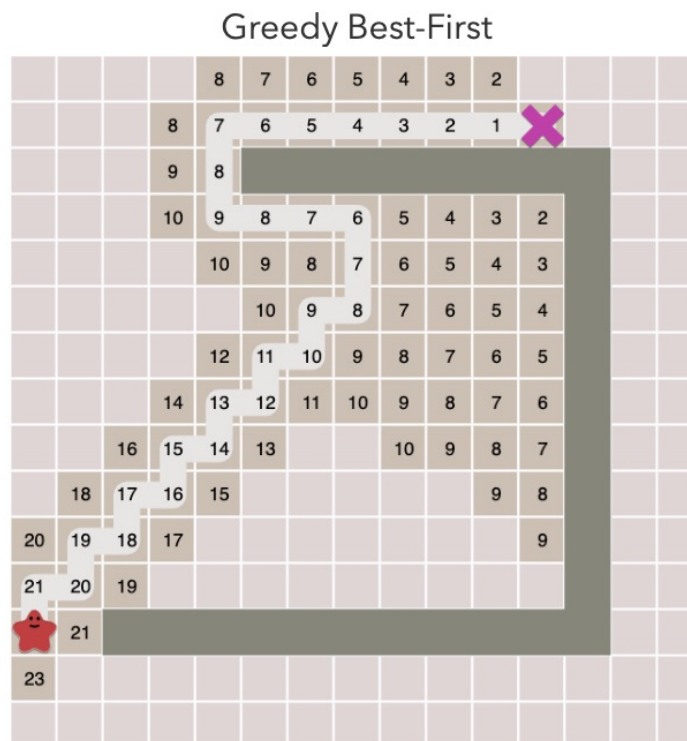 Greedy Best-First
8 7 6 5 4 3 2
8 7 6 5 4 3 2 1
9 8
10 9 8 7 6 5 4 3 2
10 9 8 7 6 5 4 3
10 9 8 7 6 5 4
12 11 10 9 8 7 6 5
14 13 12 11 10 9 8 7 6
16 15 14 13 10 9 8 7
18 17 16 15 9 8
20 19 18 17 9
21 20 19
21
23